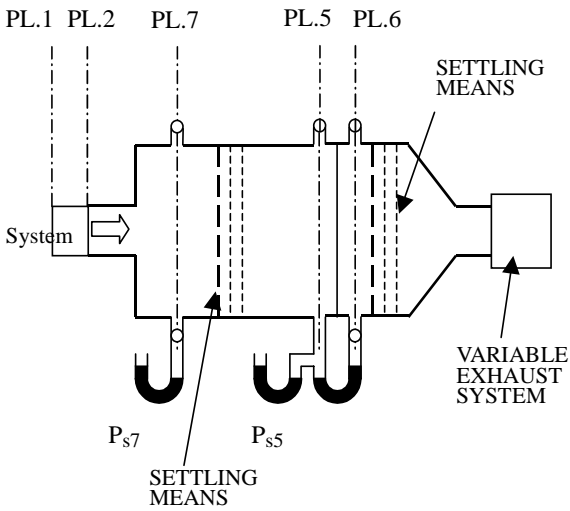 PL.1 PL.2 PL.7 PL.5 PL.6
SETTLING
MEANS
System
VARIABLE
EXHAUST
SYSTEM
Ps7 Ps5
SETTLING
MEANS